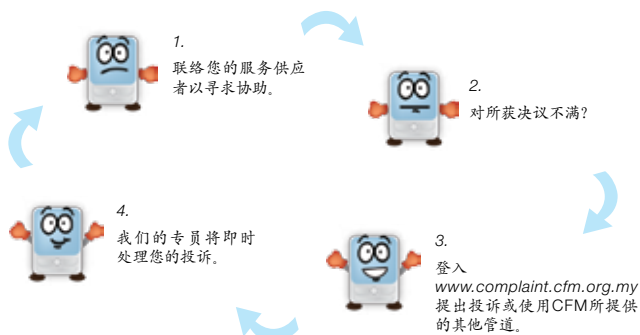 1.
联络您的服务供应
者以寻求协助。
2.
对所获决议不满?
3.
登入
www.complaint.cfm.org.my
提出投诉或使用CFM所提供
的其他管道。
4.
我们的专员将即时
处理您的投诉。